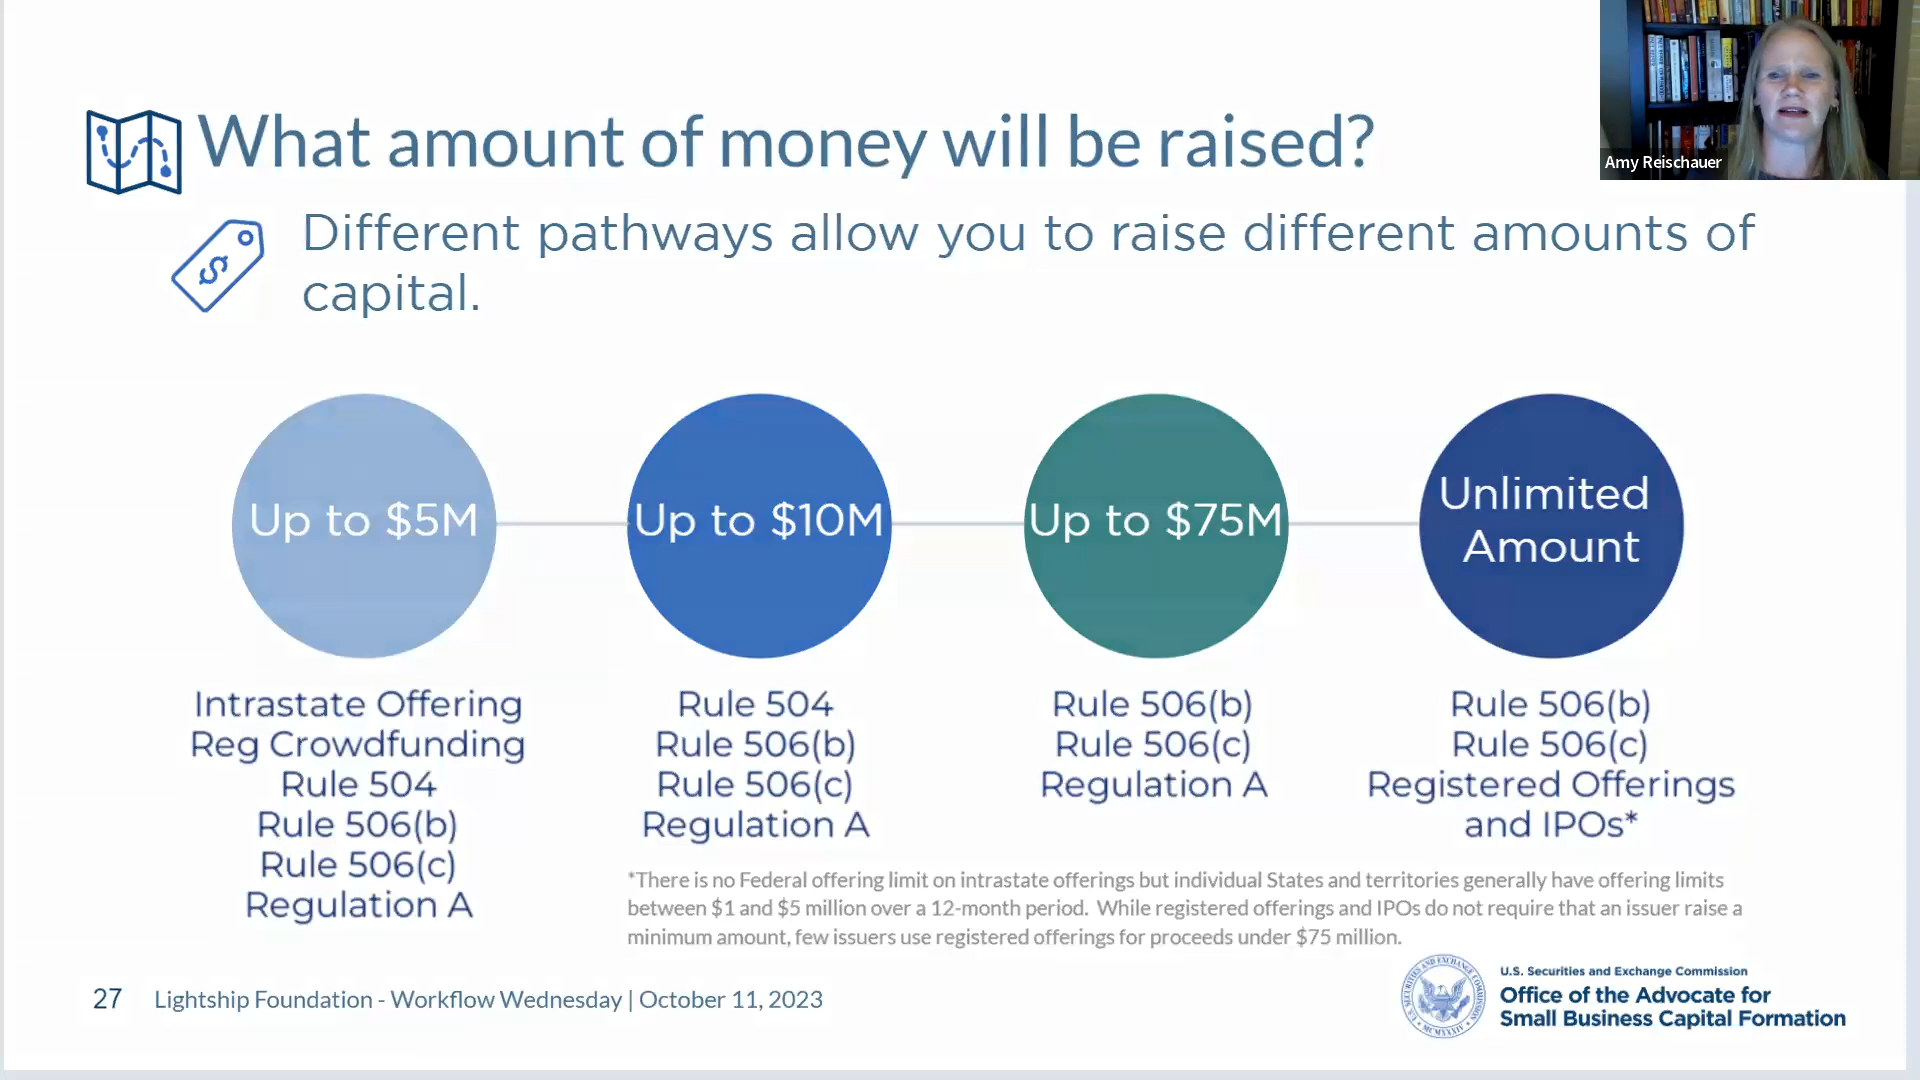 What amount of money will be raised?
Amy Reischauer
Different pathways allow you to raise different amounts of
capital.
$
Up to $5M
Up to $10M
Up to $75M
Unlimited
Amount
Intrastate Offering
Reg Crowdfunding
Rule 504
Rule 506(b)
Rule 506(c)
Regulation A
Rule 504
Rule 506(b)
Rule 506(c)
Regulation A
Rule 506(b)
Rule 506(c)
Regulation A
Rule 506(b)
Rule 506(c)
Registered Offerings
and IPOs*
*There is no Federal offering limit on intrastate offerings but individual States and territories generally have offering limits
between $1 and $5 million over a 12-month period. While registered offerings and IPOs do not require that an issuer raise a
minimum amount, few issuers use registered offerings for proceeds under $75 million.
27
Lightship Foundation - Workflow Wednesday | October 11, 2023
U.S. SECURITIES AND EXCHANGE COMMISSION
MCMXXXIV
U.S. Securities and Exchange Commission
Office of the Advocate for
Small Business Capital Formation